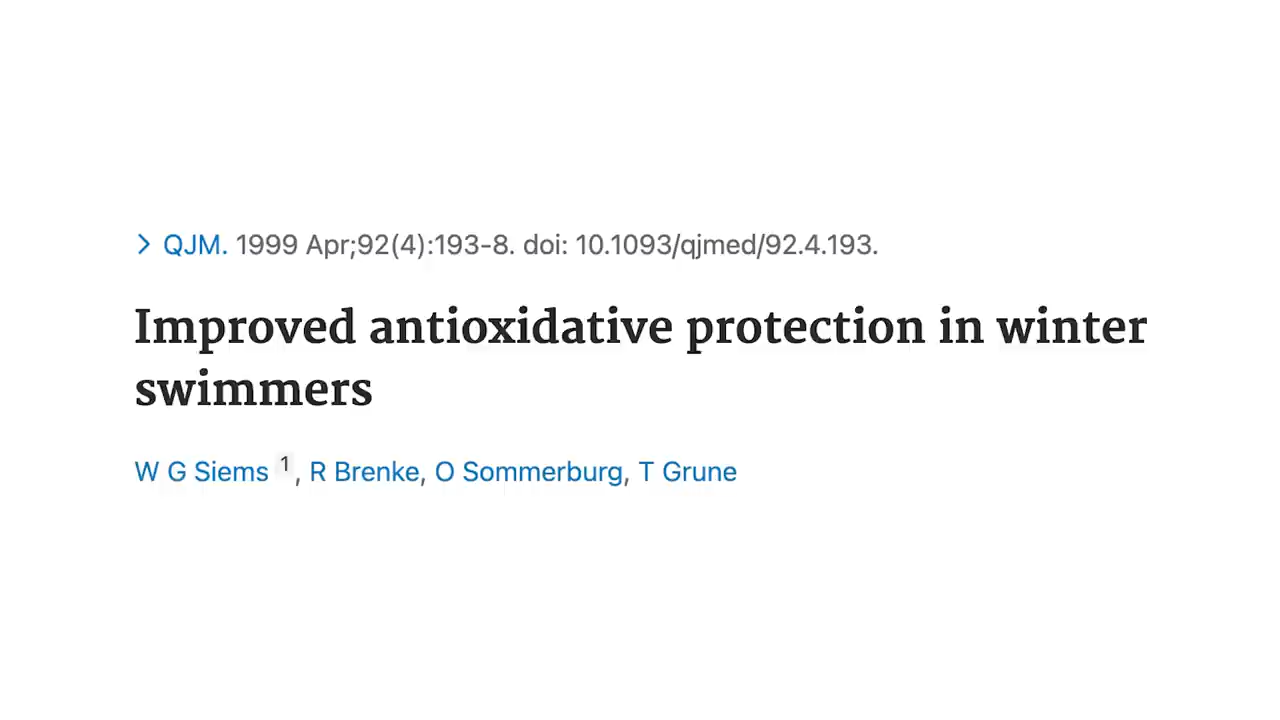 > QJM. 1999 Apr;92(4):193-8. doi: 10.1093/qjmed/92.4.193.
Improved antioxidative protection in winter
swimmers
W G Siems 1, R Brenke, O Sommerburg, T Grune